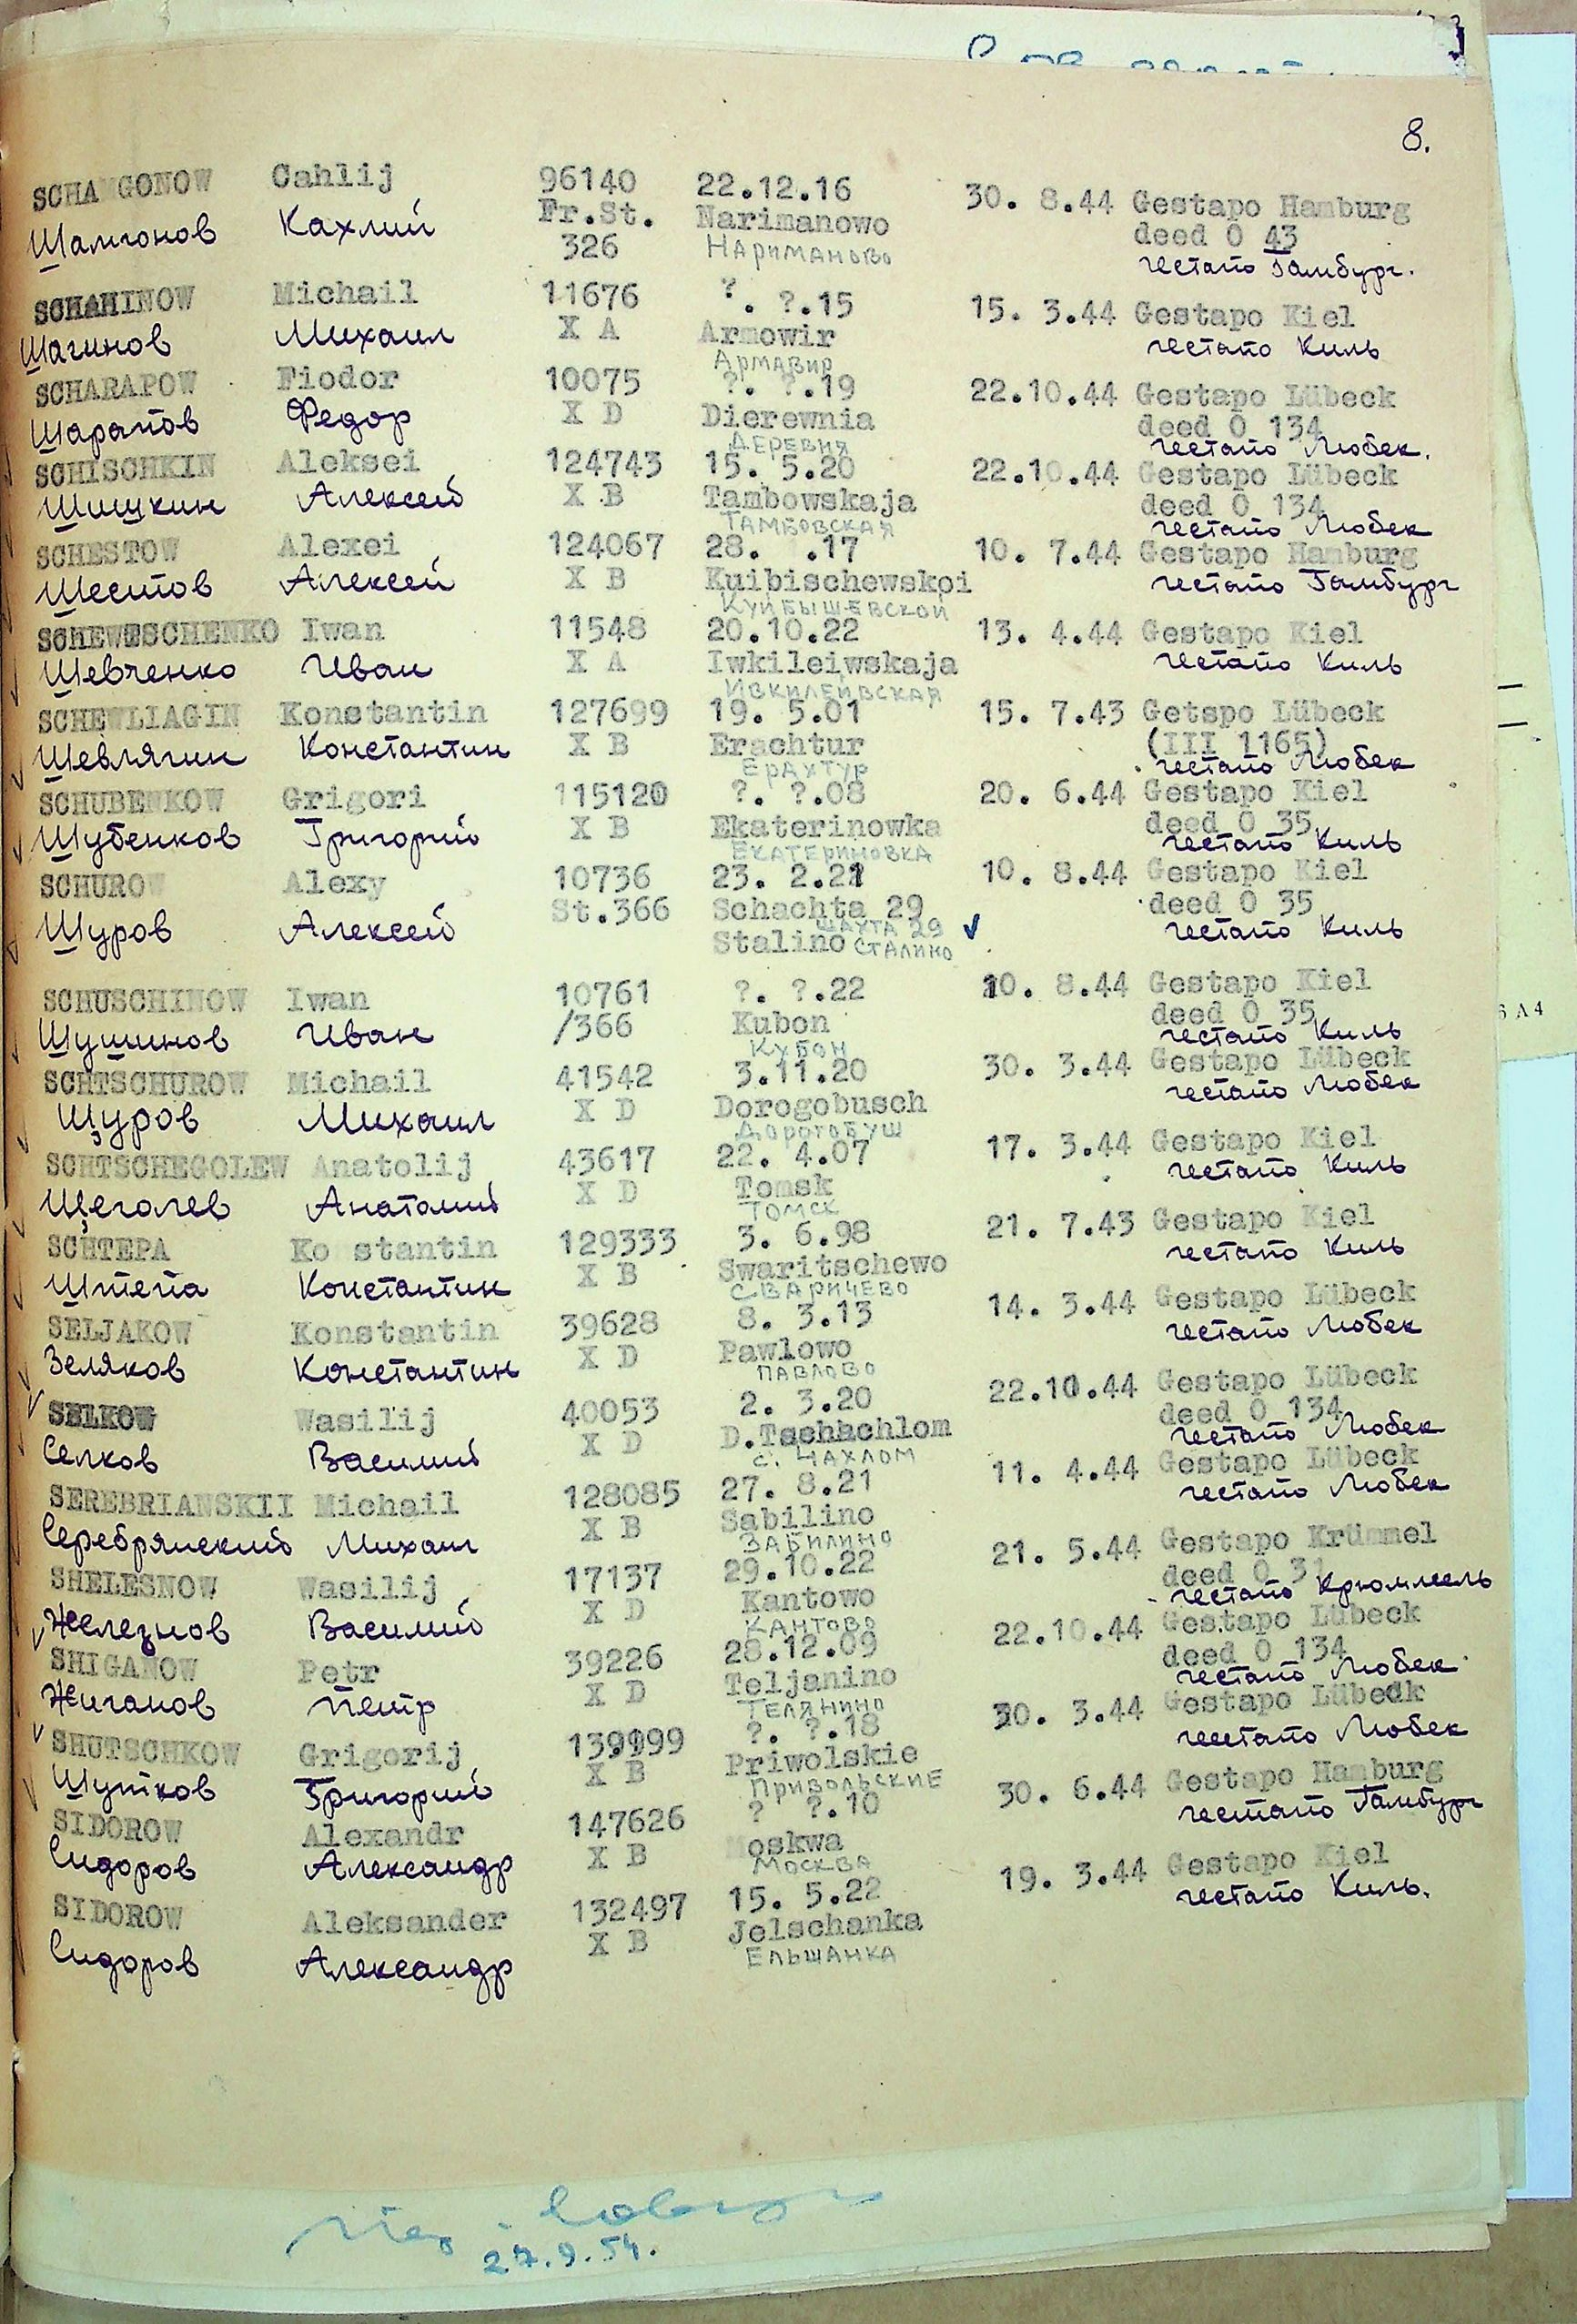 8.
SCHAMGONOW Cahlij 96140 22.12.16 30. 8.44 Gestapo Hamburg
Fr.St. Narimanowo deed O 43
Шамгонов Кахлий 326 Нариманово гестапо Гамбург.
SCHAHINOW Michail 11676 ?. ?.15 15. 3.44 Gestapo Kiel
Шагинов Михаил X A Armowir гестапо Киль
Армавир
SCHARAPOW Fiodor 10075 ?. ?.19 22.10.44 Gestapo Lübeck
Шарапов Федор X D Dierewnia deed O 134
Деревня гестапо Любек.
SCHISCHKIN Aleksei 124743 15. 5.20 22.10.44 Gestapo Lübeck
Шишкин Алексей X B Tambowskaja deed O 134
Тамбовская гестапо Любек
SCHESTOW Alexei 124067 28. .17 10. 7.44 Gestapo Hamburg
Шестов Алексей X B Kuibischewskoi гестапо Гамбург
Куйбышевской
SCHEWTSCHENKO Iwan 11548 20.10.22 13. 4.44 Gestapo Kiel
Шевченко Иван X A Iwkileiwskaja гестапо Киль
Ивкилейвская
SCHEWLIAGIN Konstantin 127699 19. 5.01 15. 7.43 Getspo Lübeck
Шевлягин Константин X B Erachtur (III 1165)
Ерахтур гестапо Любек
SCHUBENKOW Grigori 115120 ?. ?.08 20. 6.44 Gestapo Kiel
Шубенков Григорий X B Ekaterinowka deed O 35
Екатериновка гестапо Киль
SCHUROW Alexy 10736 23. 2.21 10. 8.44 Gestapo Kiel
St.366 Schachta 29 deed O 35
Шуров Алексей Шахта 29 гестапо Киль
Stalino Сталино
SCHUSCHINOW Iwan 10761 ?. ?.22 10. 8.44 Gestapo Kiel
Шушинов Иван /366 Kubon deed O 35
Кубон гестапо Киль
SCHTSCHUROW Michail 41542 3.11.20 30. 3.44 Gestapo Lübeck
Щуров Михаил X D Dorogobusch гестапо Любек
Дорогобуш
SCHTSCHEGOLEW Anatolij 43617 22. 4.07 17. 3.44 Gestapo Kiel
Щеголев Анатолий X D Tomsk гестапо Киль
Томск
SCHTEPA Ko stantin 129333 3. 6.98 21. 7.43 Gestapo Kiel
Штепа Константин X B Swaritschewo гестапо Киль
Сваричево
SELJAKOW Konstantin 39628 8. 3.13 14. 3.44 Gestapo Lübeck
Зеляков Константин X D Pawlowo гестапо Любек
Павлово
SELKOW Wasilij 40053 2. 3.20 22.10.44 Gestapo Lübeck
Селков Василий X D D.Tschachlom deed O 134
с. Чахлом гестапо Любек
SEREBRIANSKII Michail 128085 27. 8.21 11. 4.44 Gestapo Lübeck
Серебрянский Михаил X B Sabilino гестапо Любек
Забилино
SHELESNOW Wasilij 17137 29.10.22 21. 5.44 Gestapo Krümmel
Железнов Василий X D Kantowo deed O 31
Кантово гестапо Крюммель
SHIGANOW Petr 39226 28.12.09 22.10.44 Gestapo Lübeck
Жиганов Петр X D Teljanino deed O 134
Телянино гестапо Любек
SHUTSCHKOW Grigorij 139999 ?. ?.18 30. 3.44 Gestapo Lübedk
Шутков Григорий X B Priwolskie гестапо Любек
Привольские
SIDOROW Alexandr 147626 ? ?.10 30. 6.44 Gestapo Hamburg
Сидоров Александр X B Moskwa гестапо Гамбург
Москва
SIDOROW Aleksander 132497 15. 5.22 19. 3.44 Gestapo Kiel
Сидоров Александр X B Jelschanka гестапо Киль.
Ельшанка
6 A4
27.9.54.